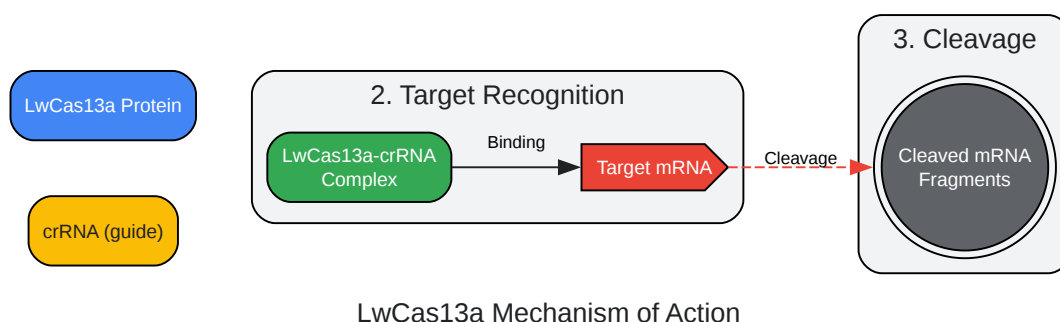 LwCas13a Protein
crRNA (guide)
2. Target Recognition
LwCas13a-crRNA
Complex
Binding
Target mRNA
Cleavage
3. Cleavage
Cleaved mRNA
Fragments
LwCas13a Mechanism of Action